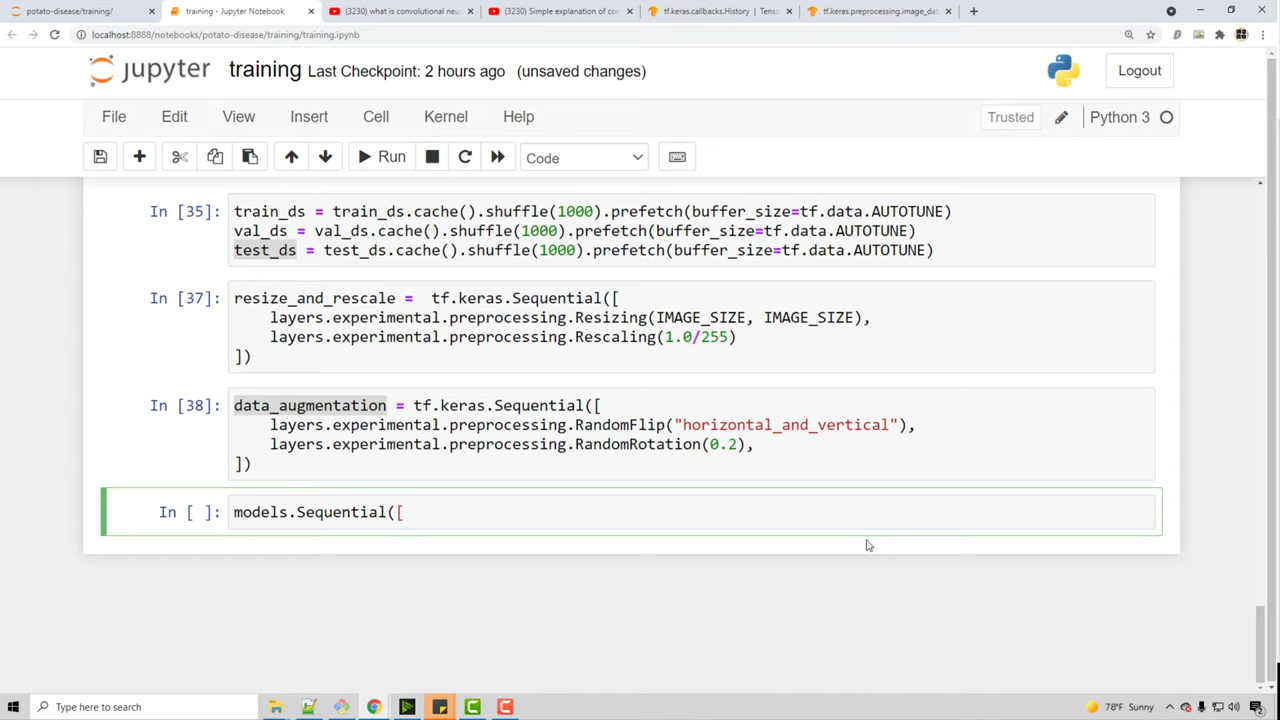 potato-disease/training/
training - Jupyter Notebook
(3230) what is convolutional neu
(3230) Simple explanation of con
tf.keras.callbacks.History | Tens
tf.keras.preprocessing.image_dat
localhost:8888/notebooks/potato-disease/training/training.ipynb
jupyter
training Last Checkpoint: 2 hours ago (unsaved changes)
Logout
File Edit View Insert Cell Kernel Help
Trusted
Python 3
Run
Code
In [35]:
train_ds = train_ds.cache().shuffle(1000).prefetch(buffer_size=tf.data.AUTOTUNE)
val_ds = val_ds.cache().shuffle(1000).prefetch(buffer_size=tf.data.AUTOTUNE)
test_ds = test_ds.cache().shuffle(1000).prefetch(buffer_size=tf.data.AUTOTUNE)
In [37]:
resize_and_rescale = tf.keras.Sequential([
layers.experimental.preprocessing.Resizing(IMAGE_SIZE, IMAGE_SIZE),
layers.experimental.preprocessing.Rescaling(1.0/255)
])
In [38]:
data_augmentation = tf.keras.Sequential([
layers.experimental.preprocessing.RandomFlip("horizontal_and_vertical"),
layers.experimental.preprocessing.RandomRotation(0.2),
])
In [ ]:
models.Sequential([
Type here to search
78°F Sunny